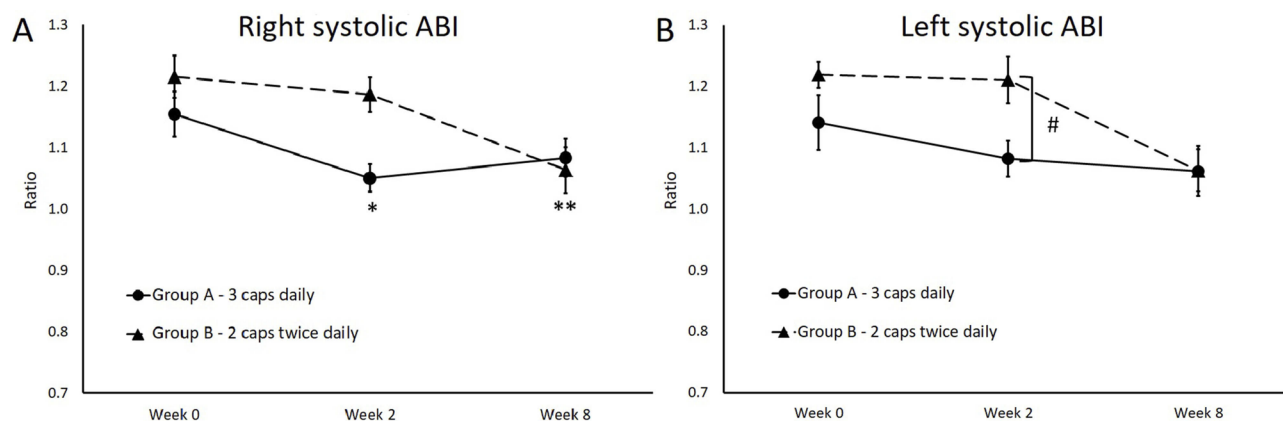 A
Right systolic ABI
1.3
1.2
1.1
1.0
0.9
0.8
0.7
Ratio
*
**
Group A - 3 caps daily
Group B - 2 caps twice daily
Week 0
Week 2
Week 8
B
Left systolic ABI
1.3
1.2
1.1
1.0
0.9
0.8
0.7
Ratio
#
Group A - 3 caps daily
Group B - 2 caps twice daily
Week 0
Week 2
Week 8